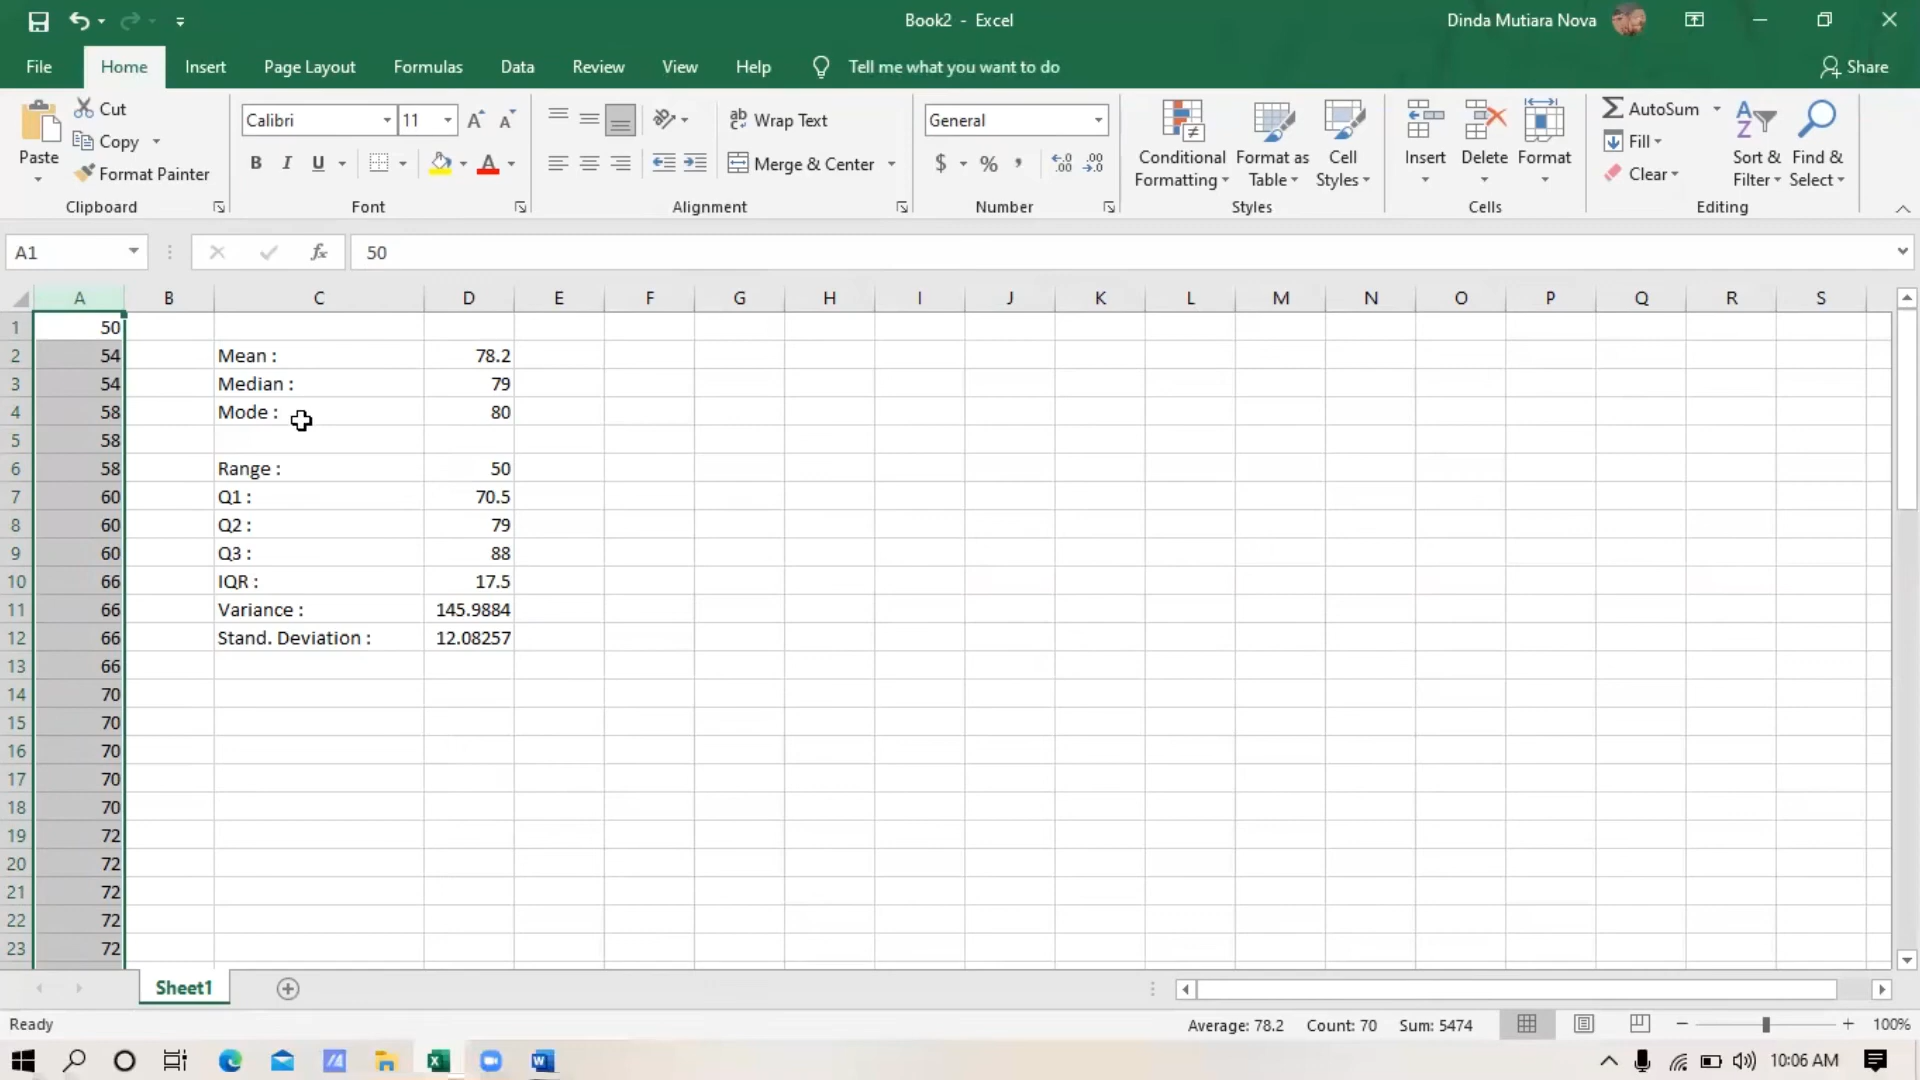 Book2 - Excel
Dinda Mutiara Nova
File Home Insert Page Layout Formulas Data Review View Help Tell me what you want to do Share
Paste
Cut
Copy
Format Painter
Clipboard
Calibri 11
B I U
Font
Wrap Text
Merge & Center
Alignment
General
$ % ,
Number
Conditional Formatting
Format as Table
Cell Styles
Styles
Insert Delete Format
Cells
AutoSum
Fill
Clear
Sort & Filter
Find & Select
Editing
A1 fx 50
A B C D E F G H I J K L M N O P Q R S
1 50
2 54 Mean : 78.2
3 54 Median : 79
4 58 Mode : 80
5 58
6 58 Range : 50
7 60 Q1 : 70.5
8 60 Q2 : 79
9 60 Q3 : 88
10 66 IQR : 17.5
11 66 Variance : 145.9884
12 66 Stand. Deviation : 12.08257
13 66
14 70
15 70
16 70
17 70
18 70
19 72
20 72
21 72
22 72
23 72
Sheet1
Ready Average: 78.2 Count: 70 Sum: 5474 100%
10:06 AM